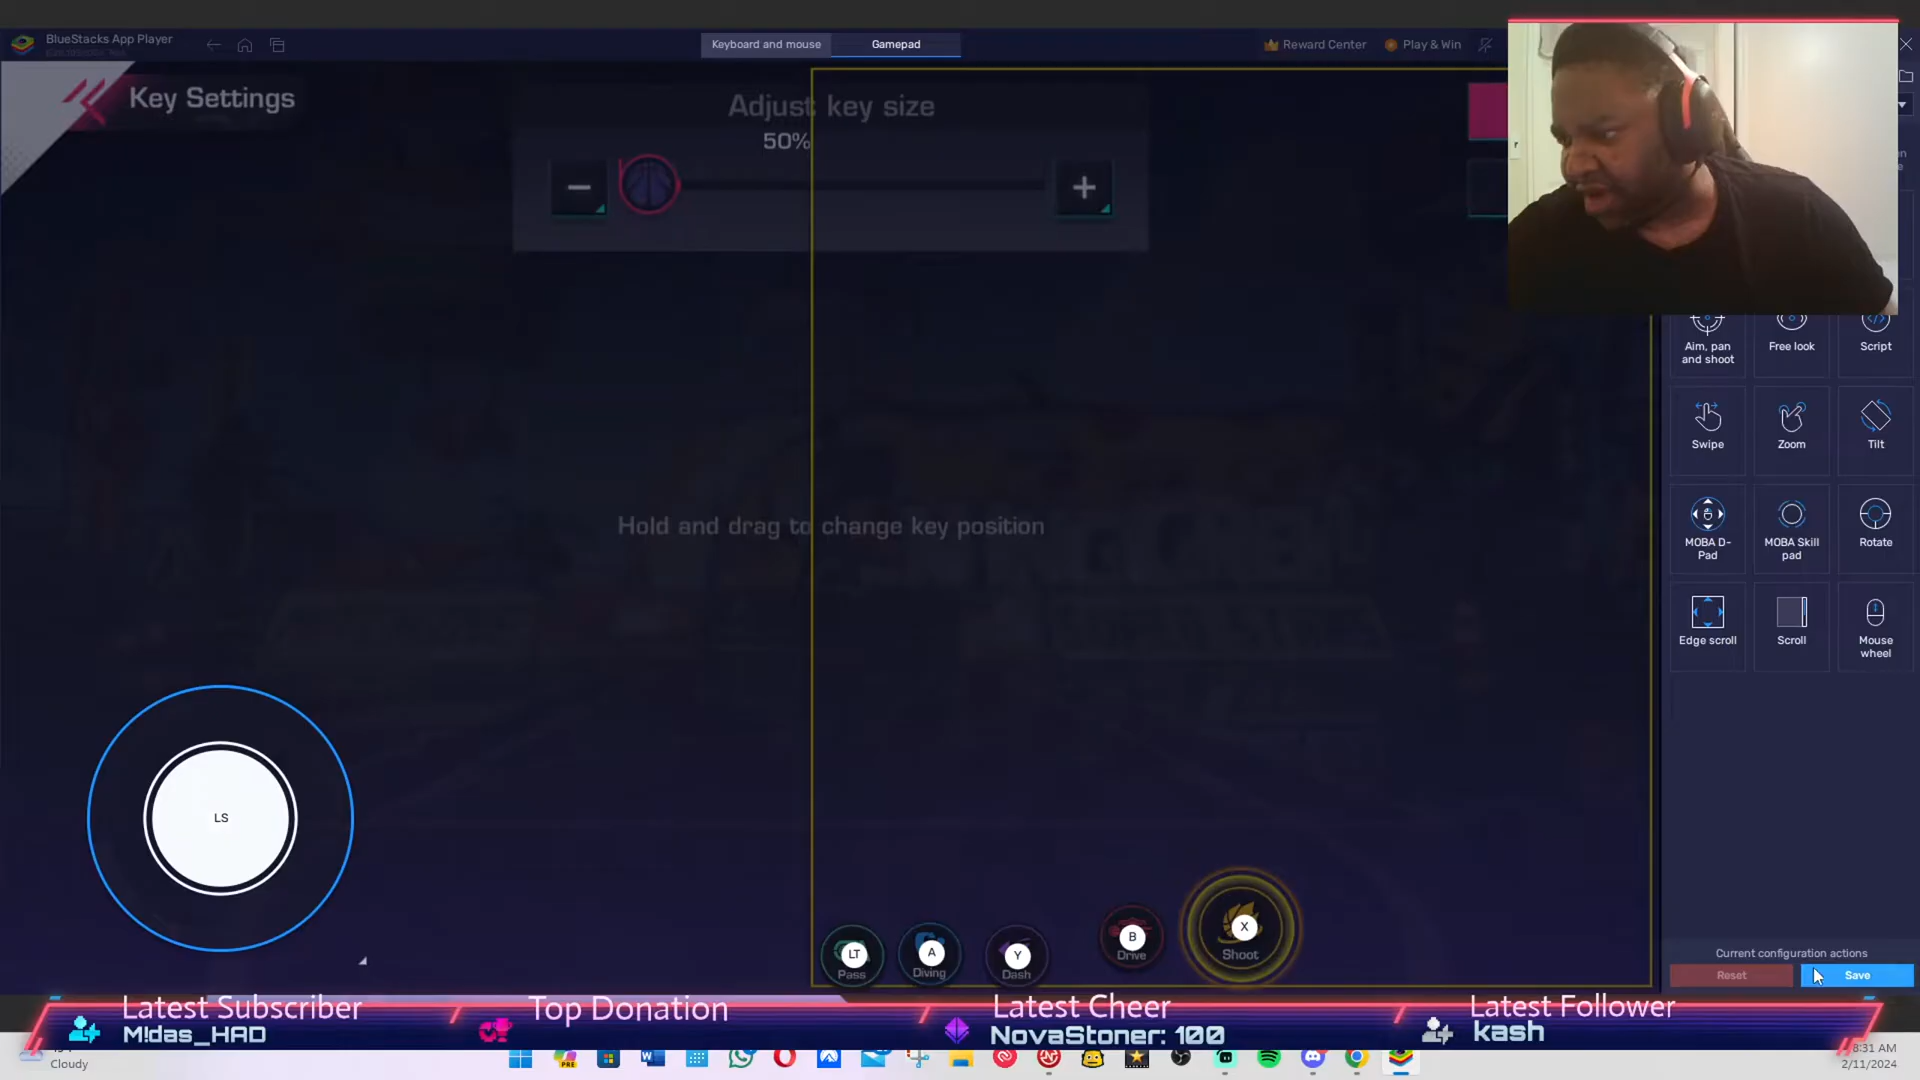 BlueStacks App Player
Keyboard and mouse
Gamepad
Reward Center
Play & Win
Key Settings
Adjust key size
50%
Aim, pan
and shoot
Free look
Script
Swipe
Zoom
Tilt
Hold and drag to change key position
MOBA D-
Pad
MOBA Skill
pad
Rotate
Edge scroll
Scroll
Mouse
wheel
LS
LT
Pass
A
Diving
Y
Dash
B
Drive
X
Shoot
Current configuration actions
Reset
Save
Latest Subscriber
M!das_HAD
Top Donation
Latest Cheer
NovaStoner: 100
Latest Follower
kash
Cloudy
8:31 AM
2/11/2024